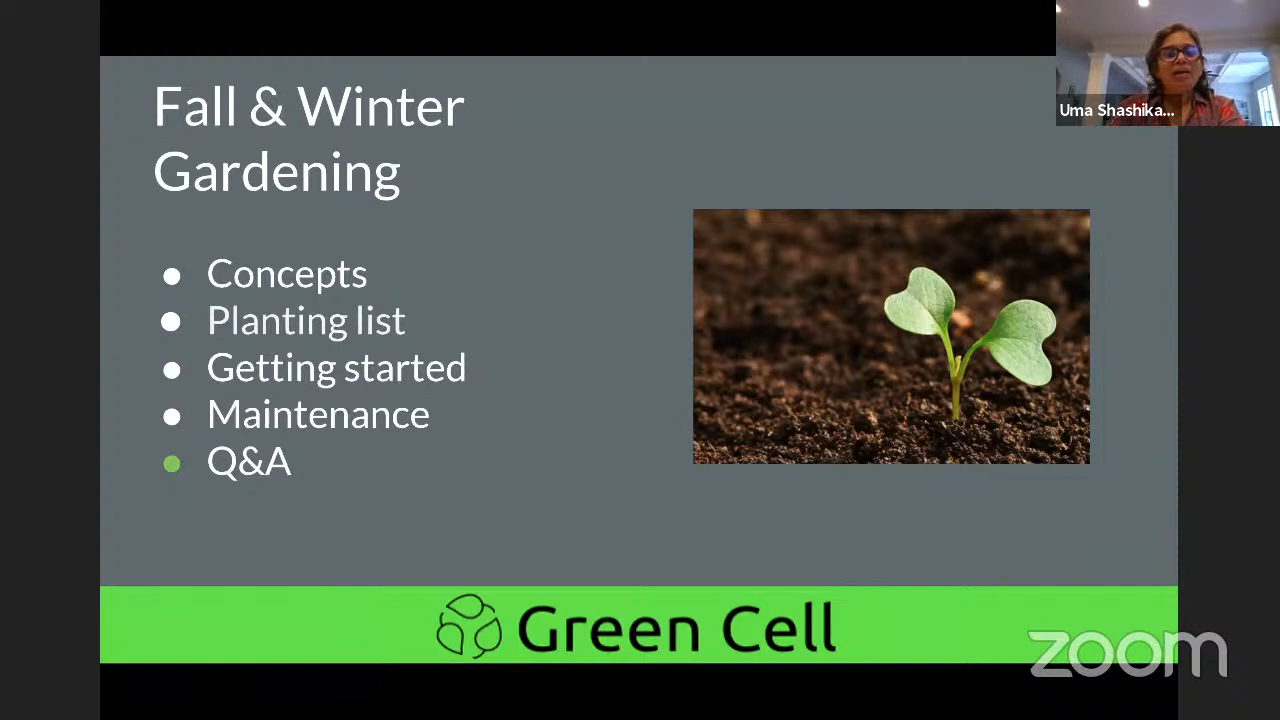 Fall & Winter
Gardening
Uma Shashika...
● Concepts
● Planting list
● Getting started
● Maintenance
● Q&A
Green Cell
zoom